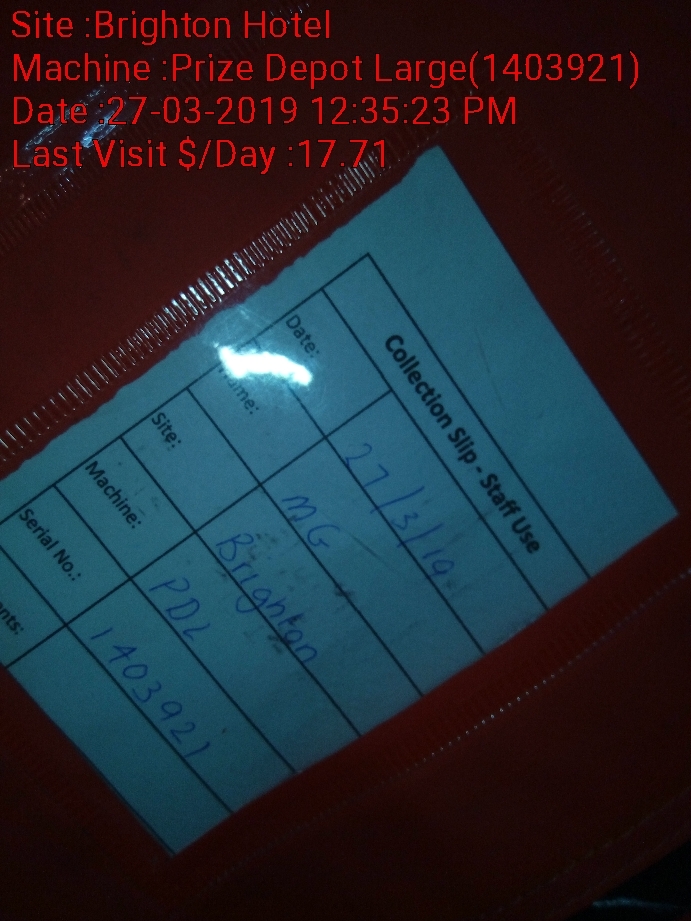 Site :Brighton Hotel
Machine :Prize Depot Large(1403921)
Date :27-03-2019 12:35:23 PM
Last Visit $/Day :17.71
Collection Slip - Staff Use
Date: 27/3/19
MG
Site: Brighton
Machine: PDL
Serial No.: 1403921